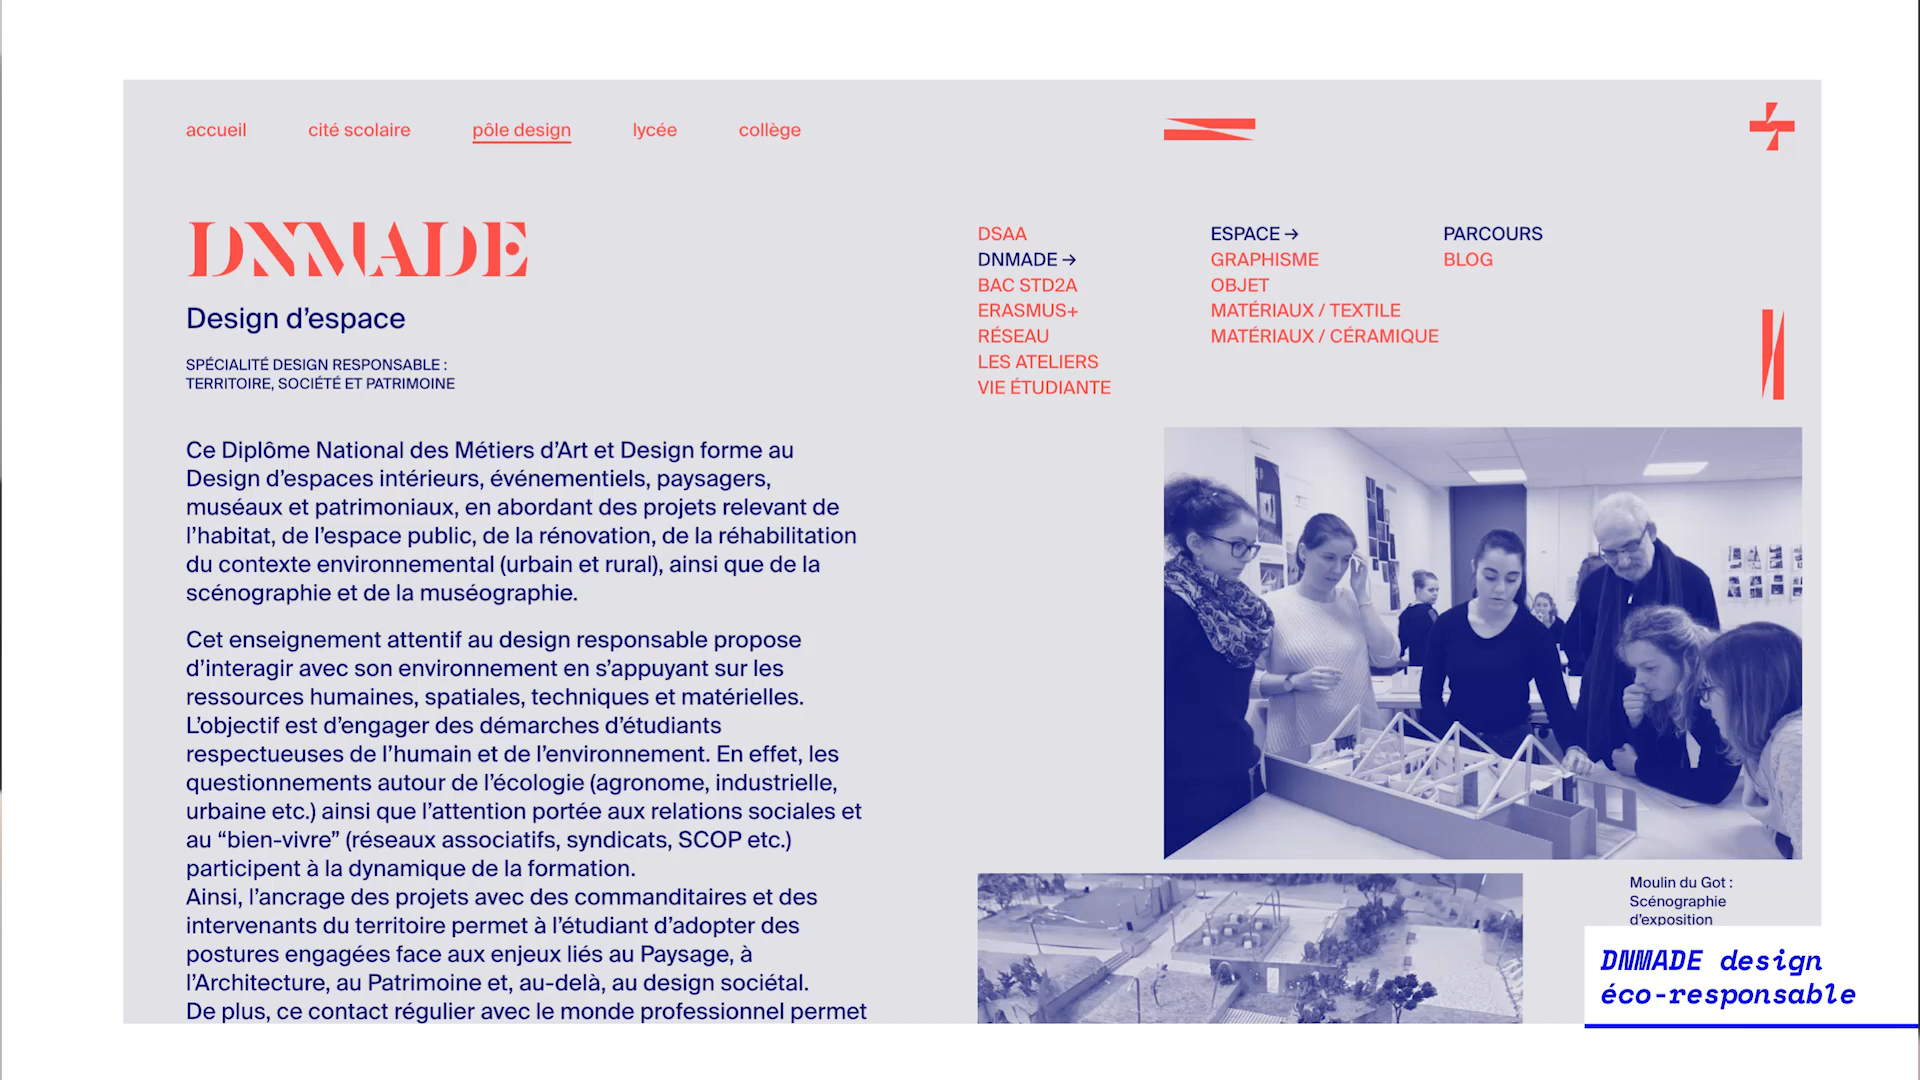 accueil
cité scolaire
pôle design
lycée
collège
DNMADE
Design d’espace
SPÉCIALITÉ DESIGN RESPONSABLE :
TERRITOIRE, SOCIÉTÉ ET PATRIMOINE
DSAA
DNMADE →
BAC STD2A
ERASMUS+
RÉSEAU
LES ATELIERS
VIE ÉTUDIANTE
ESPACE →
GRAPHISME
OBJET
MATÉRIAUX / TEXTILE
MATÉRIAUX / CÉRAMIQUE
PARCOURS
BLOG
Ce Diplôme National des Métiers d’Art et Design forme au
Design d’espaces intérieurs, événementiels, paysagers,
muséaux et patrimoniaux, en abordant des projets relevant de
l’habitat, de l’espace public, de la rénovation, de la réhabilitation
du contexte environnemental (urbain et rural), ainsi que de la
scénographie et de la muséographie.
Cet enseignement attentif au design responsable propose
d’interagir avec son environnement en s’appuyant sur les
ressources humaines, spatiales, techniques et matérielles.
L’objectif est d’engager des démarches d’étudiants
respectueuses de l’humain et de l’environnement. En effet, les
questionnements autour de l’écologie (agronome, industrielle,
urbaine etc.) ainsi que l’attention portée aux relations sociales et
au “bien-vivre” (réseaux associatifs, syndicats, SCOP etc.)
participent à la dynamique de la formation.
Ainsi, l’ancrage des projets avec des commanditaires et des
intervenants du territoire permet à l’étudiant d’adopter des
postures engagées face aux enjeux liés au Paysage, à
l’Architecture, au Patrimoine et, au-delà, au design sociétal.
De plus, ce contact régulier avec le monde professionnel permet
Moulin du Got :
Scénographie
d’exposition
DNMADE design
éco-responsable